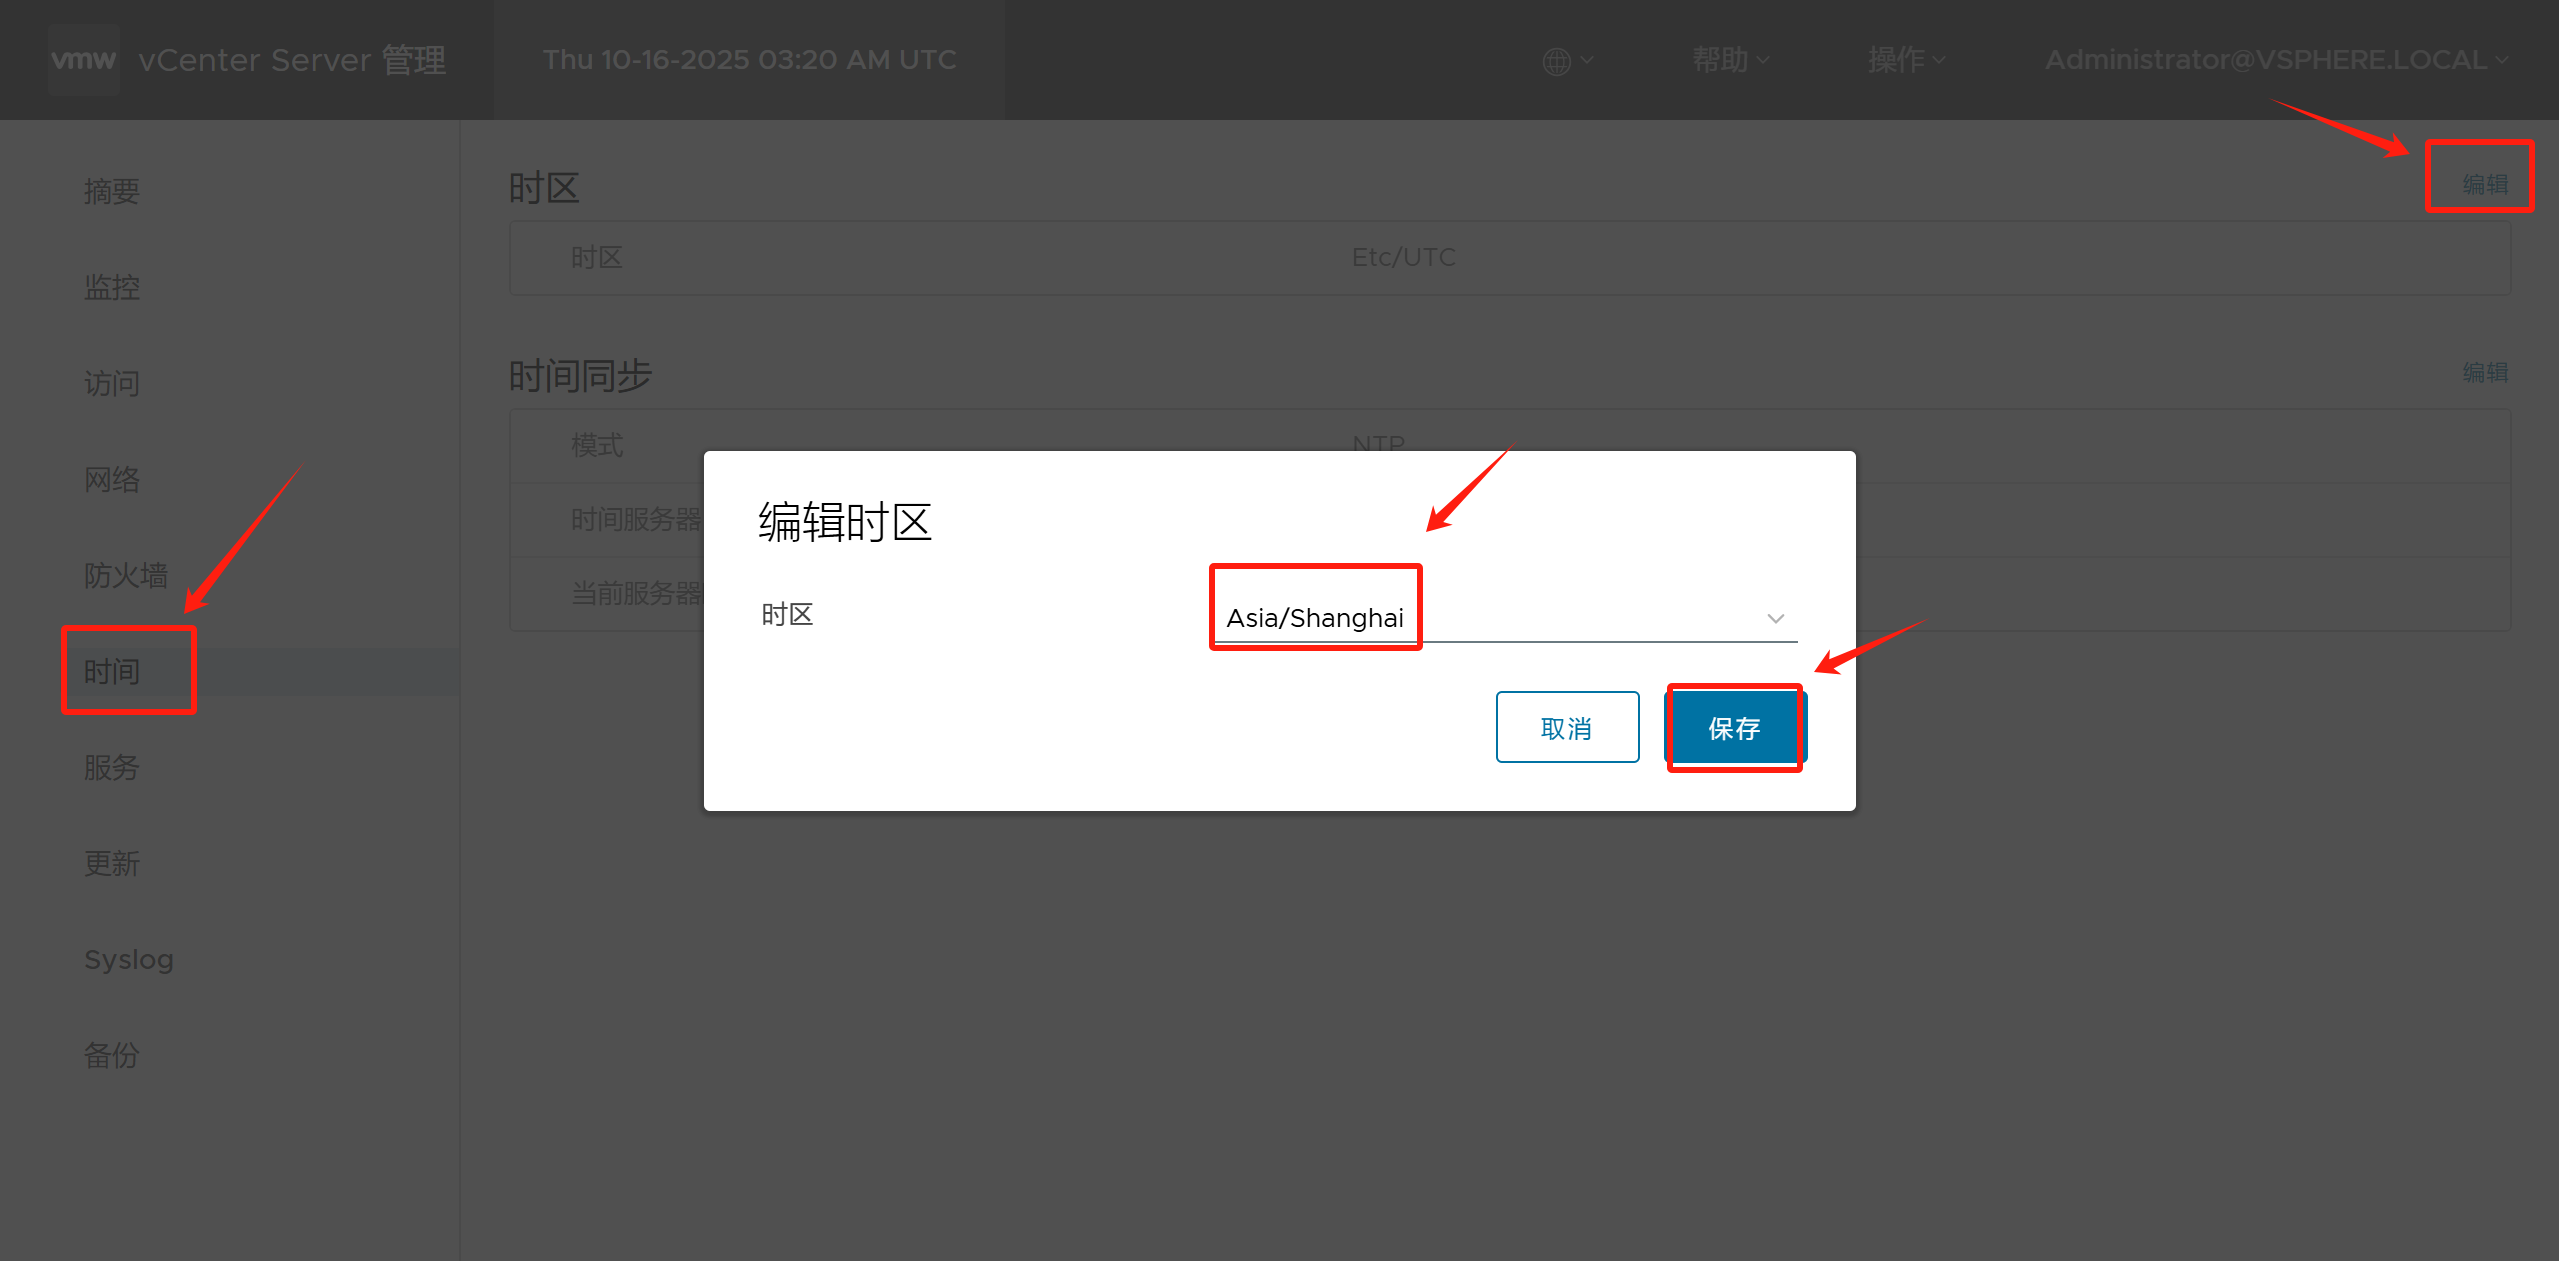 vmw vCenter Server 管理 Thu 10-16-2025 03:20 AM UTC 帮助 操作 Administrator@VSPHERE.LOCAL
摘要
监控
访问
网络
防火墙
时间
服务
更新
Syslog
备份
时区 编辑
时区 Etc/UTC
时间同步 编辑
模式 NTP
时间服务器
当前服务器
编辑时区
时区 Asia/Shanghai
取消 保存